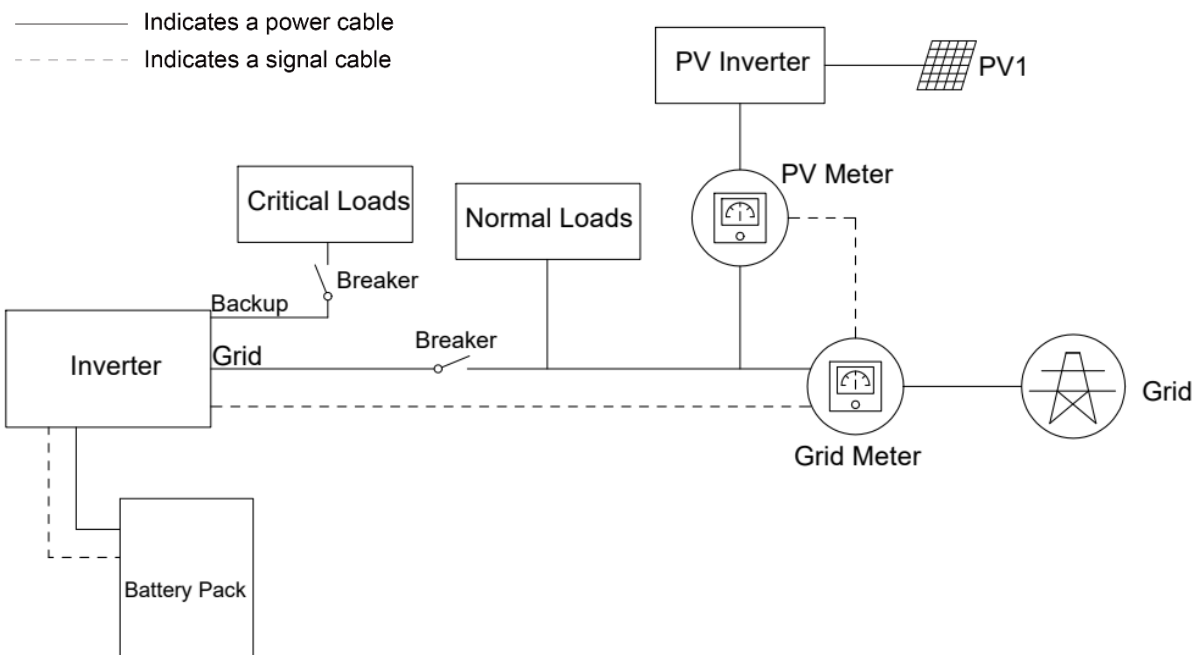 Indicates a power cable
Indicates a signal cable
PV Inverter
PV1
PV Meter
Critical Loads
Normal Loads
Breaker
Backup
Breaker
Grid
Inverter
Grid
Grid Meter
Battery Pack